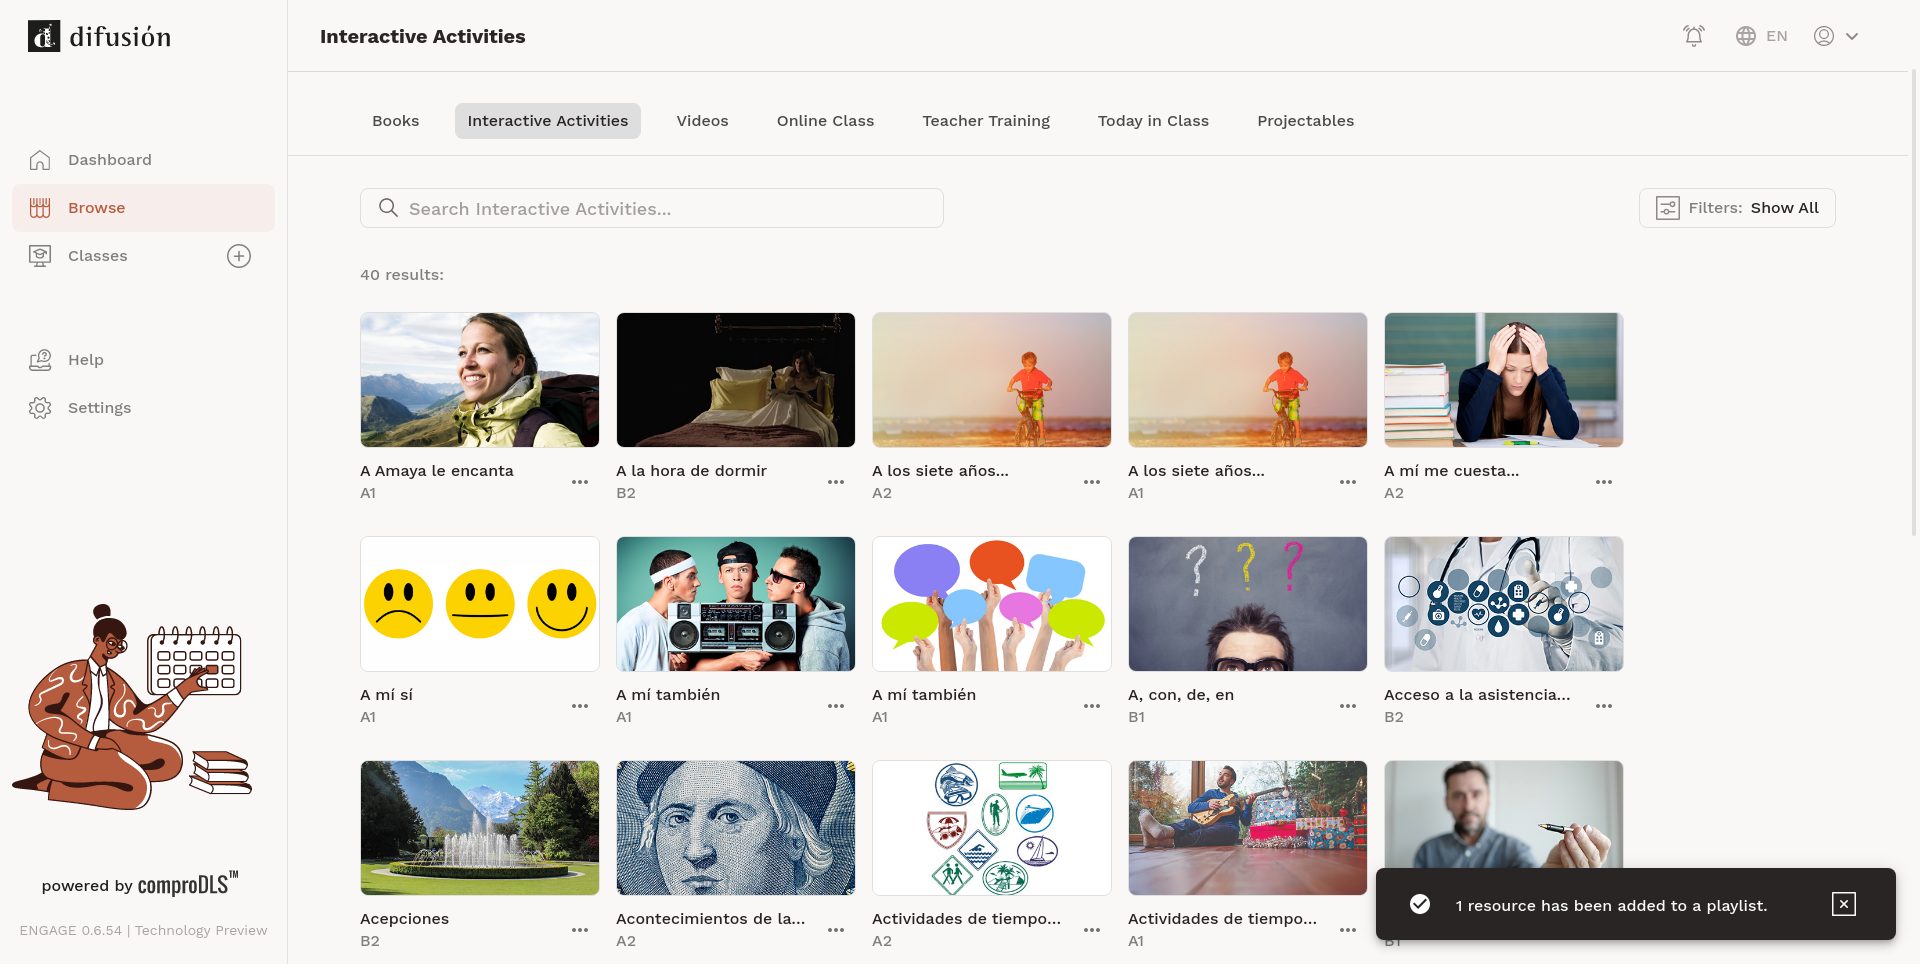 difusión
Interactive Activities
EN
Books
Interactive Activities
Videos
Online Class
Teacher Training
Today in Class
Projectables
Dashboard
Browse
Classes
Help
Settings
Search Interactive Activities...
Filters: Show All
40 results:
A Amaya le encanta
A1
A la hora de dormir
B2
A los siete años...
A2
A los siete años...
A1
A mí me cuesta...
A2
A mí sí
A1
A mí también
A1
A mí también
A1
A, con, de, en
B1
Acceso a la asistencia...
B2
Acepciones
B2
Acontecimientos de la...
A2
Actividades de tiempo...
A2
Actividades de tiempo...
A1
B1
1 resource has been added to a playlist.
powered by comproDLS™
ENGAGE 0.6.54 | Technology Preview